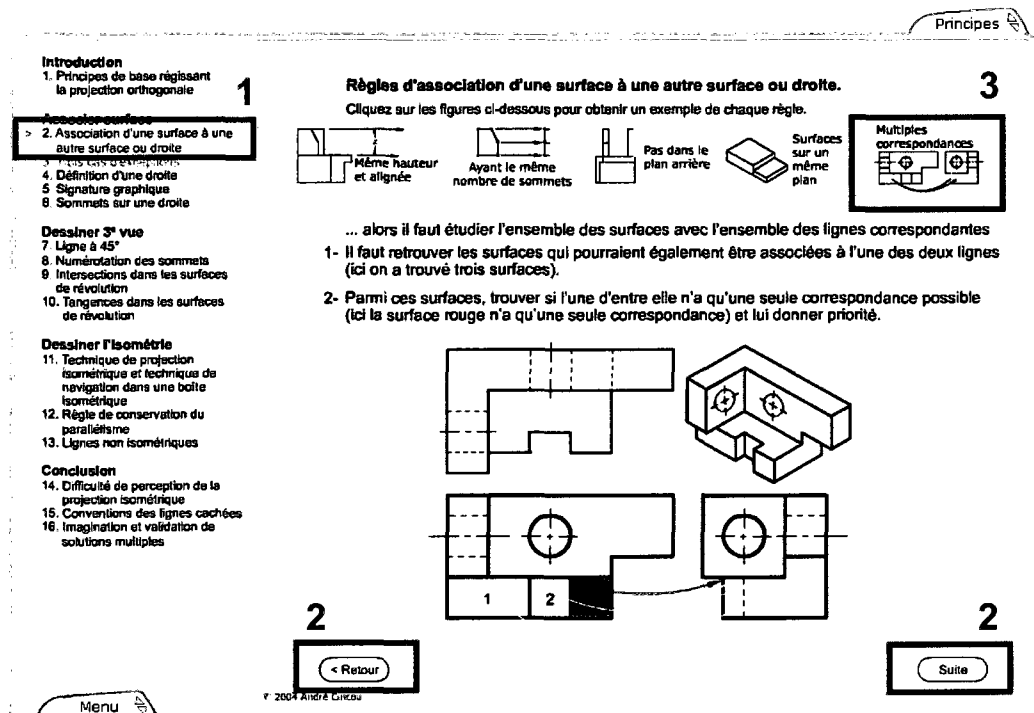 Principes
Introduction
1. Principes de base régissant
la projection orthogonale
1
Associer surface
> 2. Association d'une surface à une
autre surface ou droite
4. Définition d'une droite
5 Signature graphique
6. Sommets sur une droite
Dessiner 3e vue
7. Ligne à 45°
8. Numérotation des sommets
9 Intersections dans les surfaces
de révolution
10. Tangences dans les surfaces
de révolution
Dessiner l'Isométrie
11. Technique de projection
isométrique et technique de
navigation dans une boîte
isométrique
12. Règle de conservation du
parallélisme
13. Lignes non isométriques
Conclusion
14. Difficulté de perception de la
projection isométrique
15. Conventions des lignes cachées
16. Imagination et validation de
solutions multiples
Menu
Règles d'association d'une surface à une autre surface ou droite.
3
Cliquez sur les figures ci-dessous pour obtenir un exemple de chaque règle.
Même hauteur
et alignée
Ayant le même
nombre de sommets
Pas dans le
plan arrière
Surfaces
sur un
même
plan
Multiples
correspondances
... alors il faut étudier l'ensemble des surfaces avec l'ensemble des lignes correspondantes
1- Il faut retrouver les surfaces qui pourraient également être associées à l'une des deux lignes
(ici on a trouvé trois surfaces).
2- Parmi ces surfaces, trouver si l'une d'entre elle n'a qu'une seule correspondance possible
(ici la surface rouge n'a qu'une seule correspondance) et lui donner priorité.
1
2
2
2
< Retour
Suite
2004 André